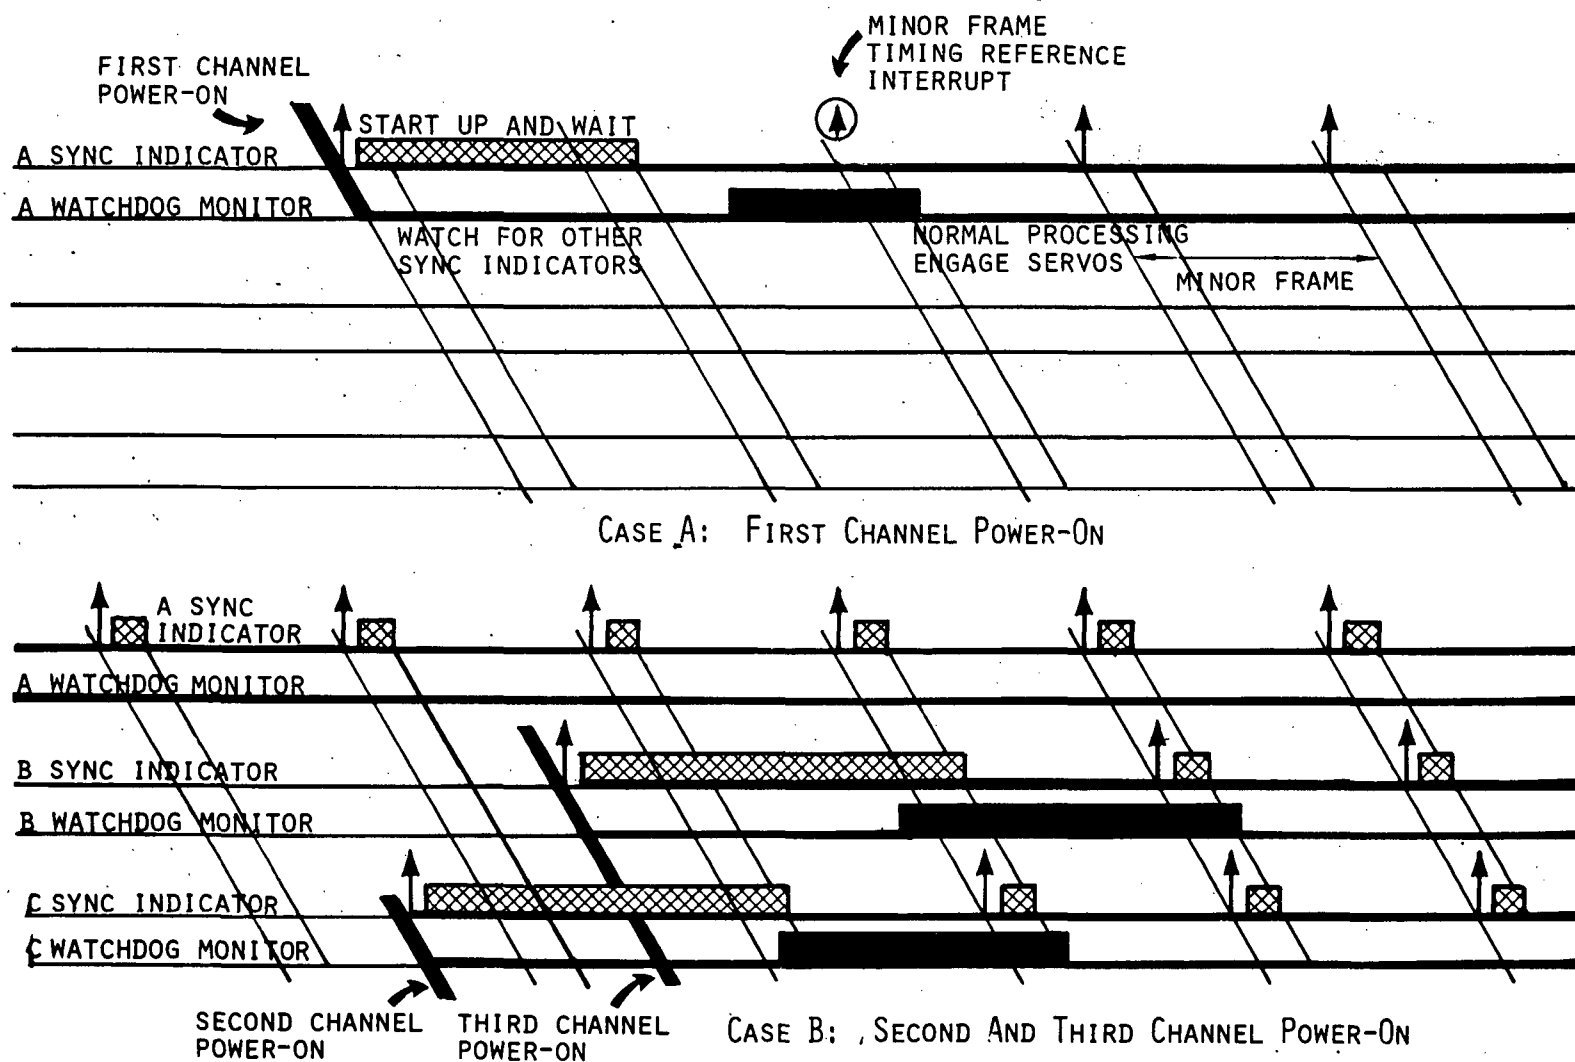 MINOR FRAME
TIMING REFERENCE
INTERRUPT
FIRST CHANNEL
POWER-ON
START UP AND WAIT
A SYNC INDICATOR
A WATCHDOG MONITOR
WATCH FOR OTHER
SYNC INDICATORS
NORMAL PROCESSING
ENGAGE SERVOS
MINOR FRAME
CASE A: FIRST CHANNEL POWER-ON
A SYNC
INDICATOR
A WATCHDOG MONITOR
B SYNC INDICATOR
B WATCHDOG MONITOR
C SYNC INDICATOR
C WATCHDOG MONITOR
SECOND CHANNEL
POWER-ON
THIRD CHANNEL
POWER-ON
CASE B: SECOND AND THIRD CHANNEL POWER-ON